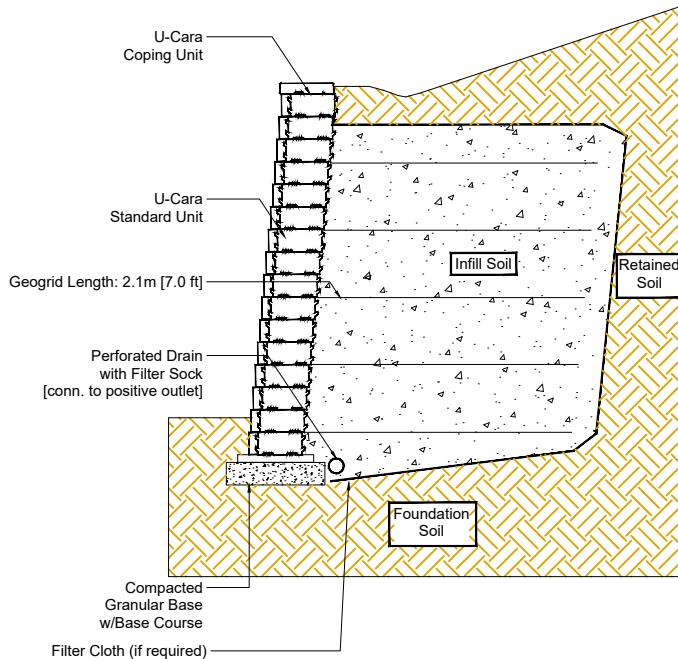 U-Cara
Coping Unit
U-Cara
Standard Unit
Infill Soil
Retained
Soil
Geogrid Length: 2.1m [7.0 ft]
Perforated Drain
with Filter Sock
[conn. to positive outlet]
Foundation
Soil
Compacted
Granular Base
w/Base Course
Filter Cloth (if required)